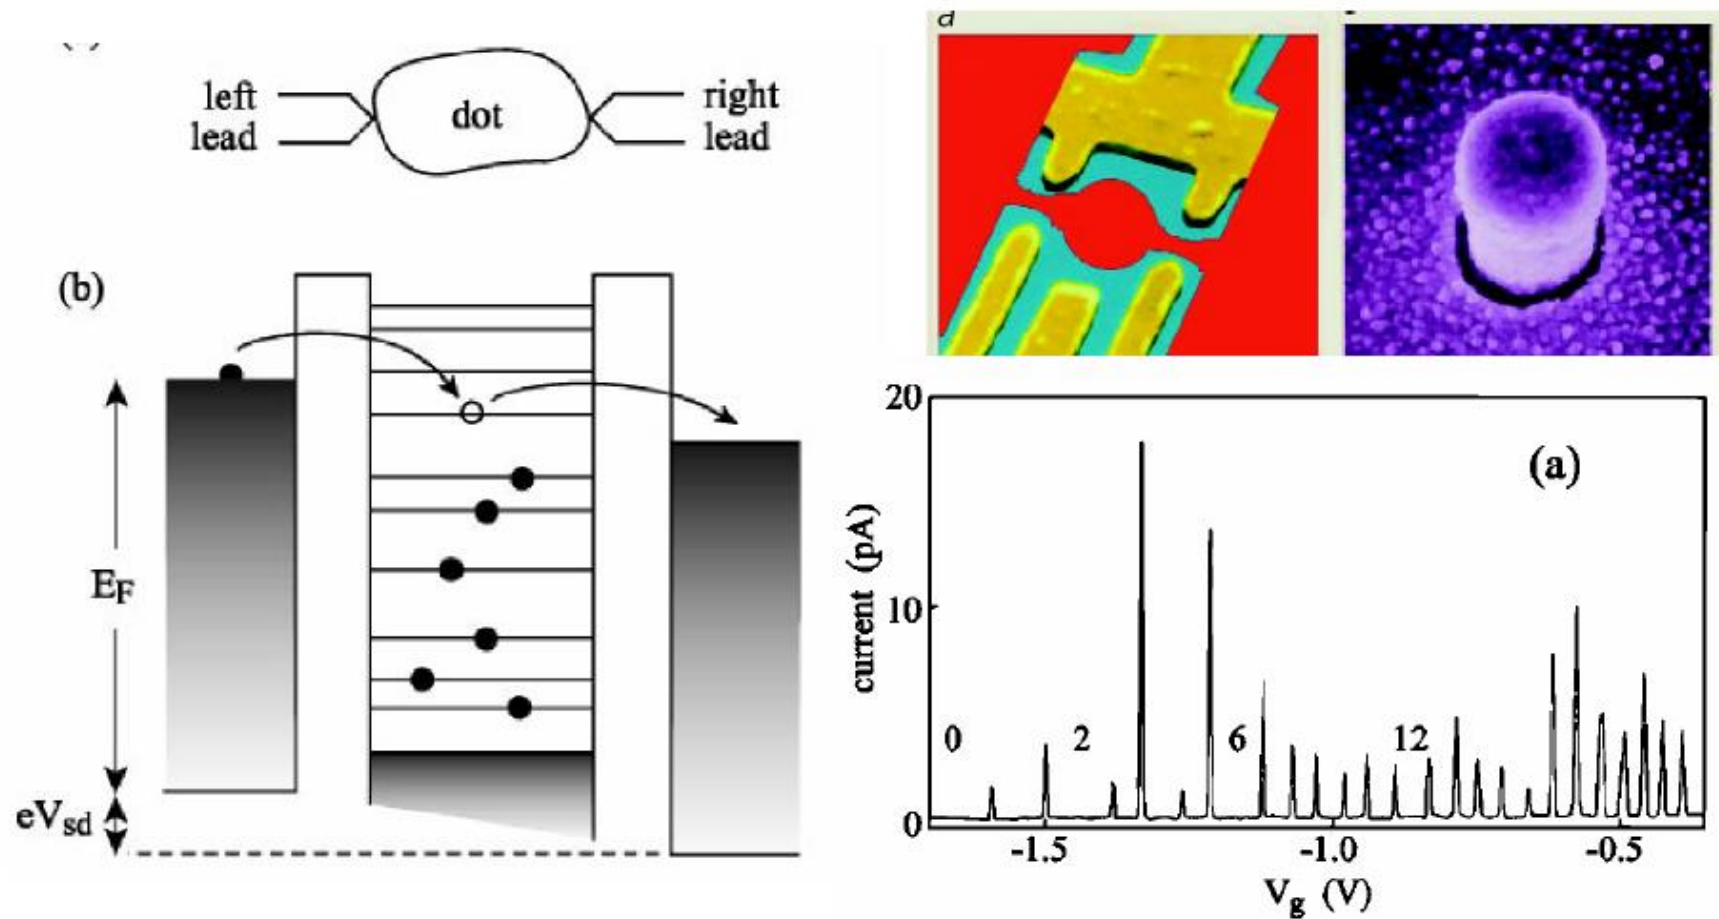 left
lead
dot
right
lead
(b)
E_F
eV_sd
d
20
10
0
current (pA)
(a)
0 2 6 12
-1.5 -1.0 -0.5
V_g (V)